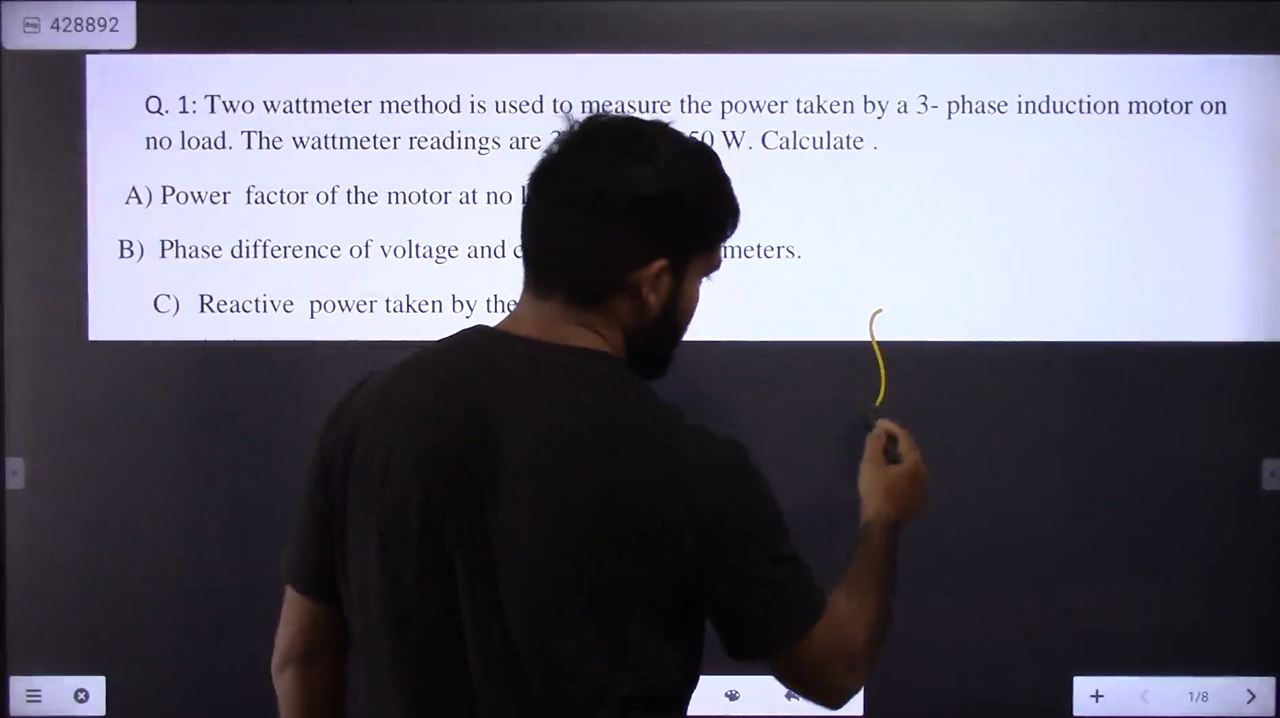 428892
Q. 1: Two wattmeter method is used to measure the power taken by a 3- phase induction motor on
no load. The wattmeter readings are W. Calculate .
A) Power factor of the motor at no
B) Phase difference of voltage and meters.
C) Reactive power taken by the
1/8